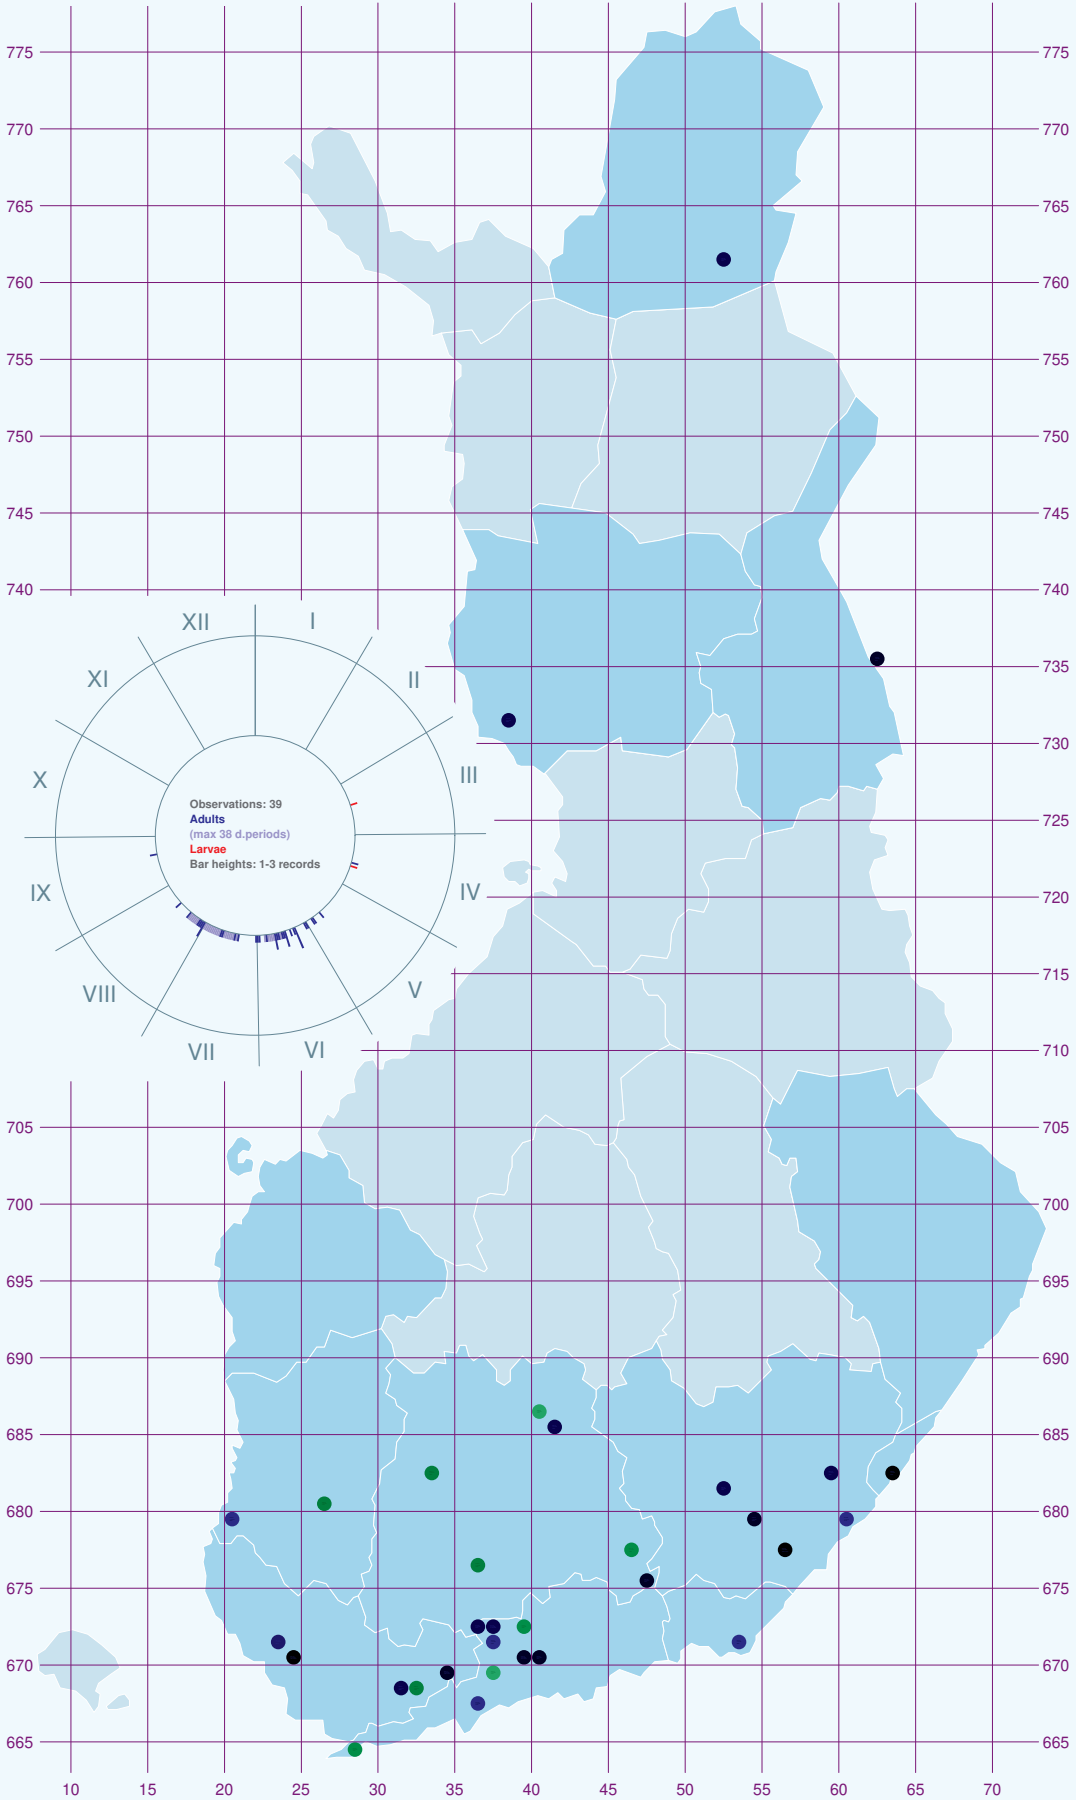 775 775
770 770
765 765
760 760
755 755
750 750
745 745
740 740
XII I
XI II
735
730
X III
Observations: 39
Adults
(max 38 d.periods)
Larvae
Bar heights: 1-3 records
725
IX IV
720
VIII V
715
VII VI
710
705 705
700 700
695 695
690 690
685 685
680 680
675 675
670 670
665 665
10 15 20 25 30 35 40 45 50 55 60 65 70